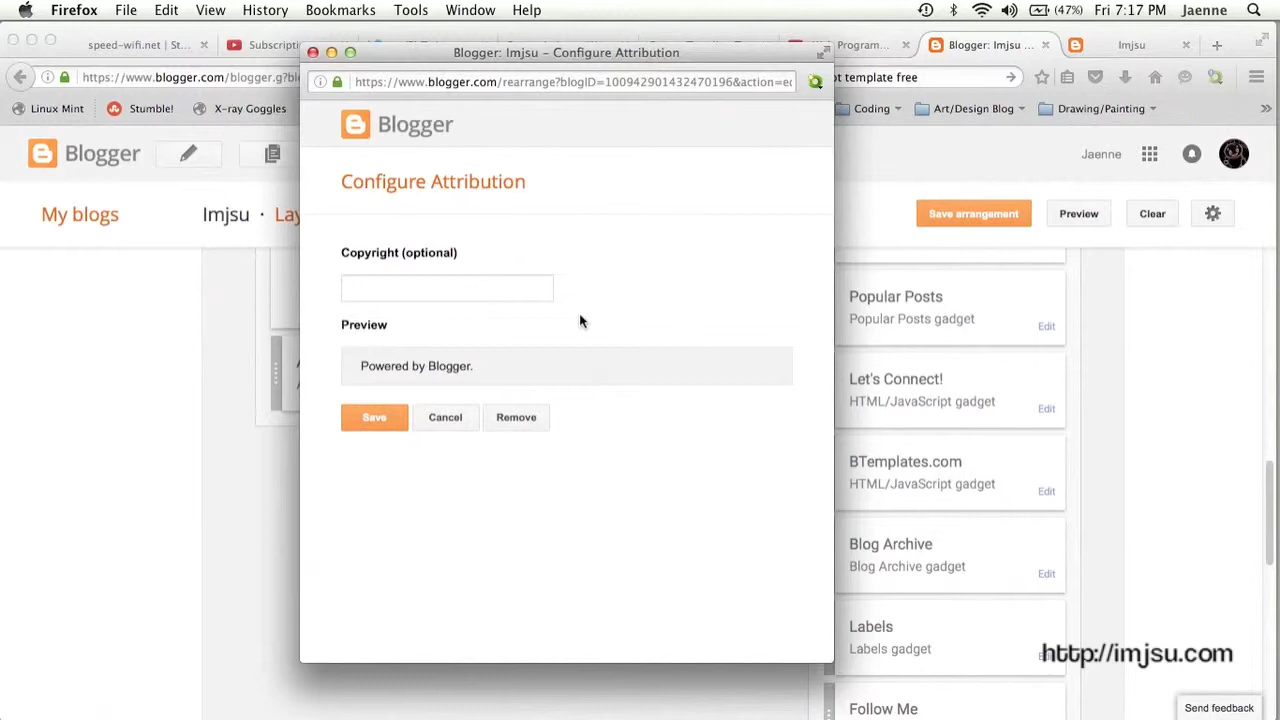 Firefox File Edit View History Bookmarks Tools Window Help (47%) Fri 7:17 PM Jaenne
speed-wifi.net | St... Subscripti Program... Blogger: Imjsu ... Imjsu
Blogger: Imjsu – Configure Attribution
https://www.blogger.com/blogger.g?bl ot template free
https://www.blogger.com/rearrange?blogID=100942901432470196&action=ed
Linux Mint Stumble! X-ray Goggles Coding Art/Design Blog Drawing/Painting
Blogger Jaenne
Blogger
Configure Attribution
My blogs Imjsu · Lay Save arrangement Preview Clear
Copyright (optional)
Preview
Powered by Blogger.
Save Cancel Remove
Popular Posts
Popular Posts gadget
Edit
Let's Connect!
HTML/JavaScript gadget
Edit
BTemplates.com
HTML/JavaScript gadget
Edit
Blog Archive
Blog Archive gadget
Edit
Labels
Labels gadget
http://imjsu.com
Follow Me
Send feedback